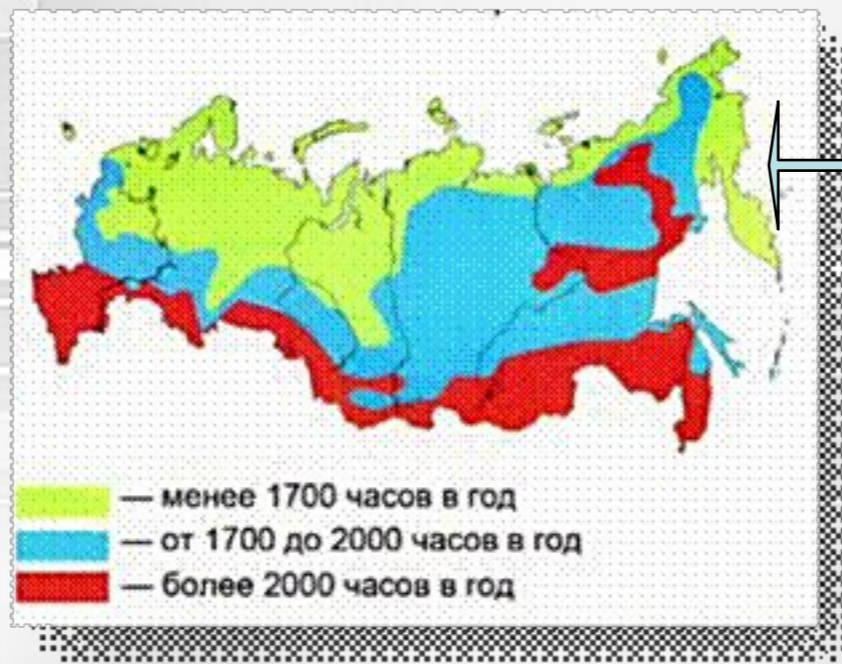 — менее 1700 часов в год
— от 1700 до 2000 часов в год
— более 2000 часов в год